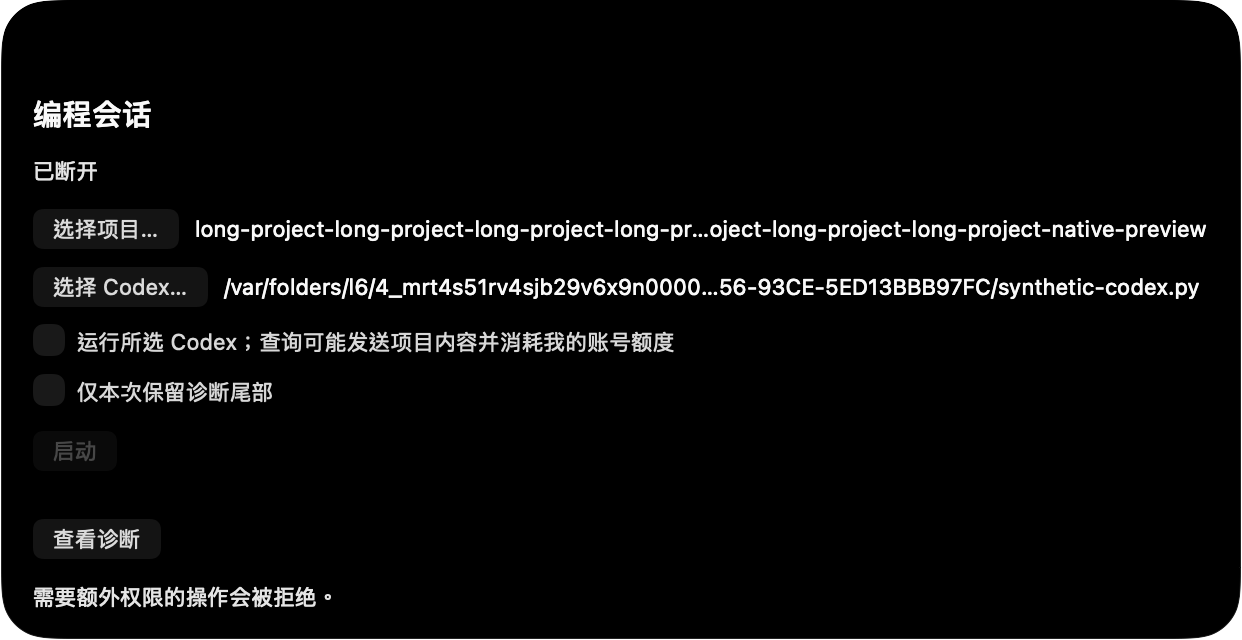 编程会话
已断开
选择项目... long-project-long-project-long-project-long-pr...oject-long-project-long-project-native-preview
选择 Codex... /var/folders/l6/4_mrt4s51rv4sjb29v6x9n0000...56-93CE-5ED13BBB97FC/synthetic-codex.py
运行所选 Codex；查询可能发送项目内容并消耗我的账号额度
仅本次保留诊断尾部
启动
查看诊断
需要额外权限的操作会被拒绝。